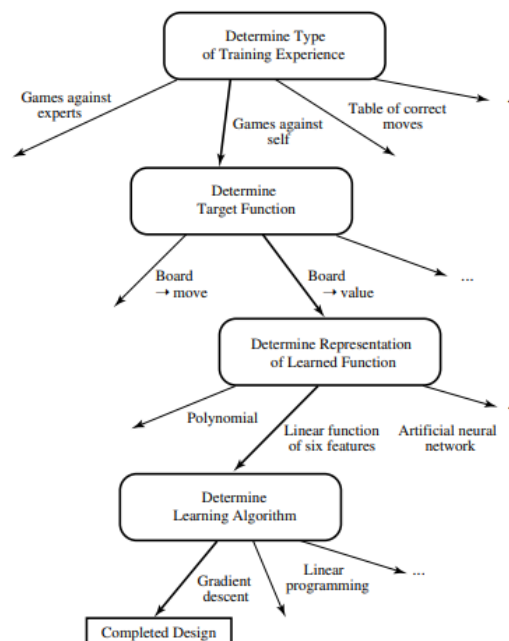 Determine Type
of Training Experience
Games against
experts
Games against
self
Table of correct
moves
Determine
Target Function
Board
→ move
Board
→ value
...
Determine Representation
of Learned Function
Polynomial
Linear function
of six features
Artificial neural
network
Determine
Learning Algorithm
Gradient
descent
Linear
programming
...
Completed Design